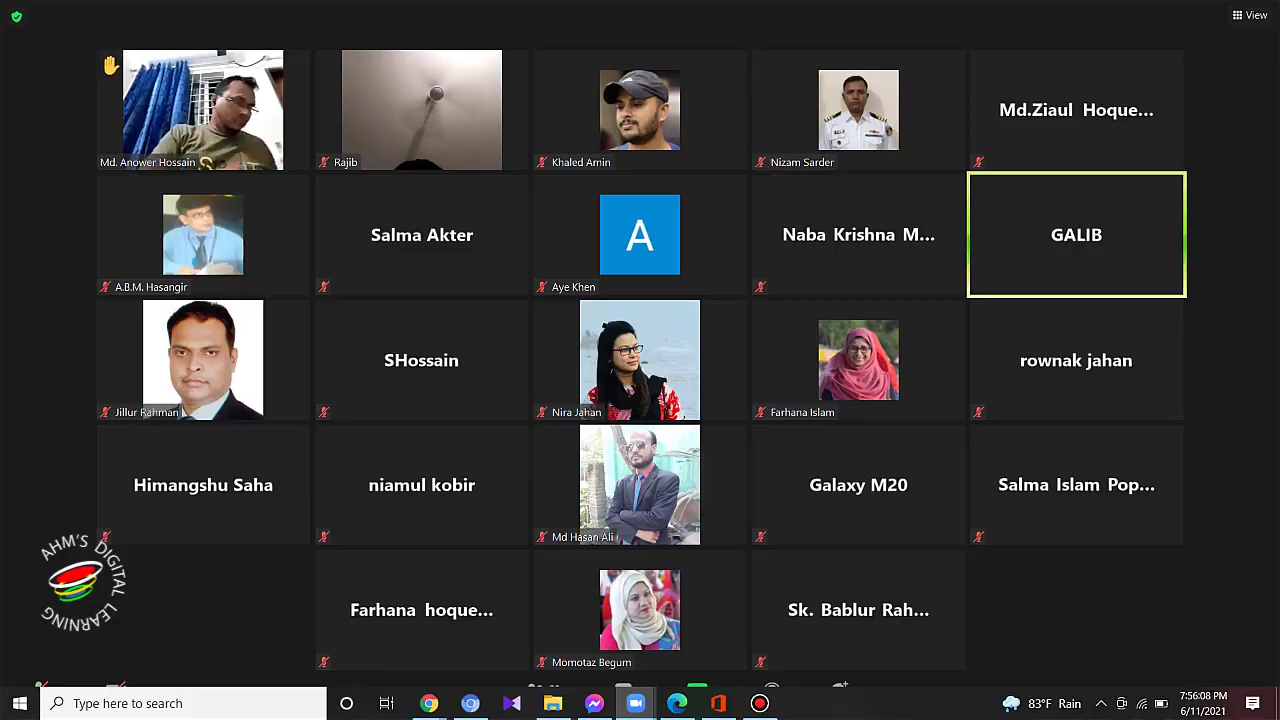 View
Md. Anower Hossain
Rajib
Khaled Amin
Nizam Sarder
Md.Ziaul Hoque...
A.B.M. Hasangir
Salma Akter
A
Aye Khen
Naba Krishna M...
GALIB
Jillur Rahman
SHossain
Nira Jahan
Farhana Islam
rownak jahan
Himangshu Saha
niamul kobir
Md Hasan Ali
Galaxy M20
Salma Islam Pop...
AHM'S DIGITAL LEARNING
Farhana hoque...
Momotaz Begum
Sk. Bablur Rah...
Type here to search
83°F Rain
7:56:08 PM
6/11/2021